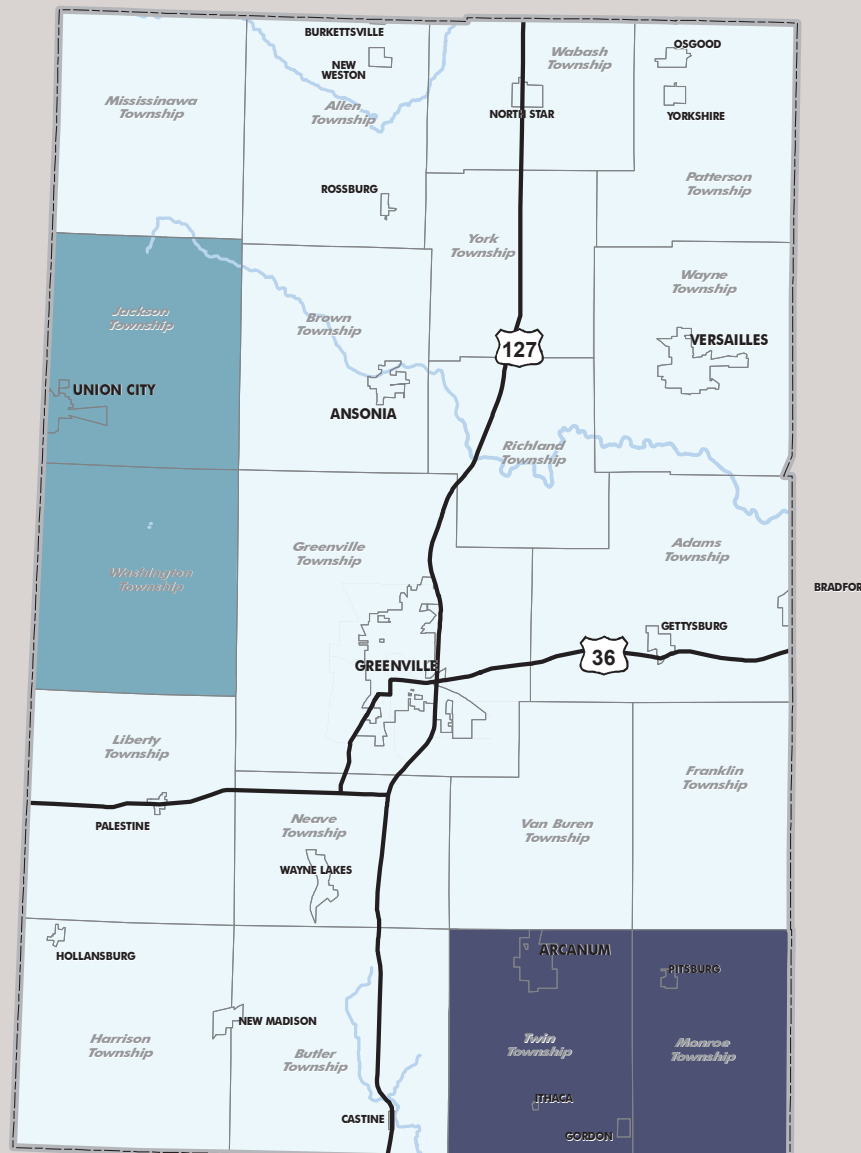 BURKETTSVILLE
NEW
WESTON
Wabash
Township
OSGOOD
Mississinawa
Township
Allen
Township
NORTH STAR
YORKSHIRE
ROSSBURG
Patterson
Township
York
Township
Wayne
Township
Jackson
Township
Brown
Township
127
VERSAILLES
UNION CITY
ANSONIA
Richland
Township
Greenville
Township
Adams
Township
Washington
Township
BRADFOR
GETTYSBURG
36
GREENVILLE
Liberty
Township
Franklin
Township
PALESTINE
Neave
Township
Van Buren
Township
WAYNE LAKES
HOLLANSBURG
ARCANUM
PITSBURG
NEW MADISON
Harrison
Township
Butler
Township
Twin
Township
Monroe
Township
ITHACA
CASTINE
GORDON